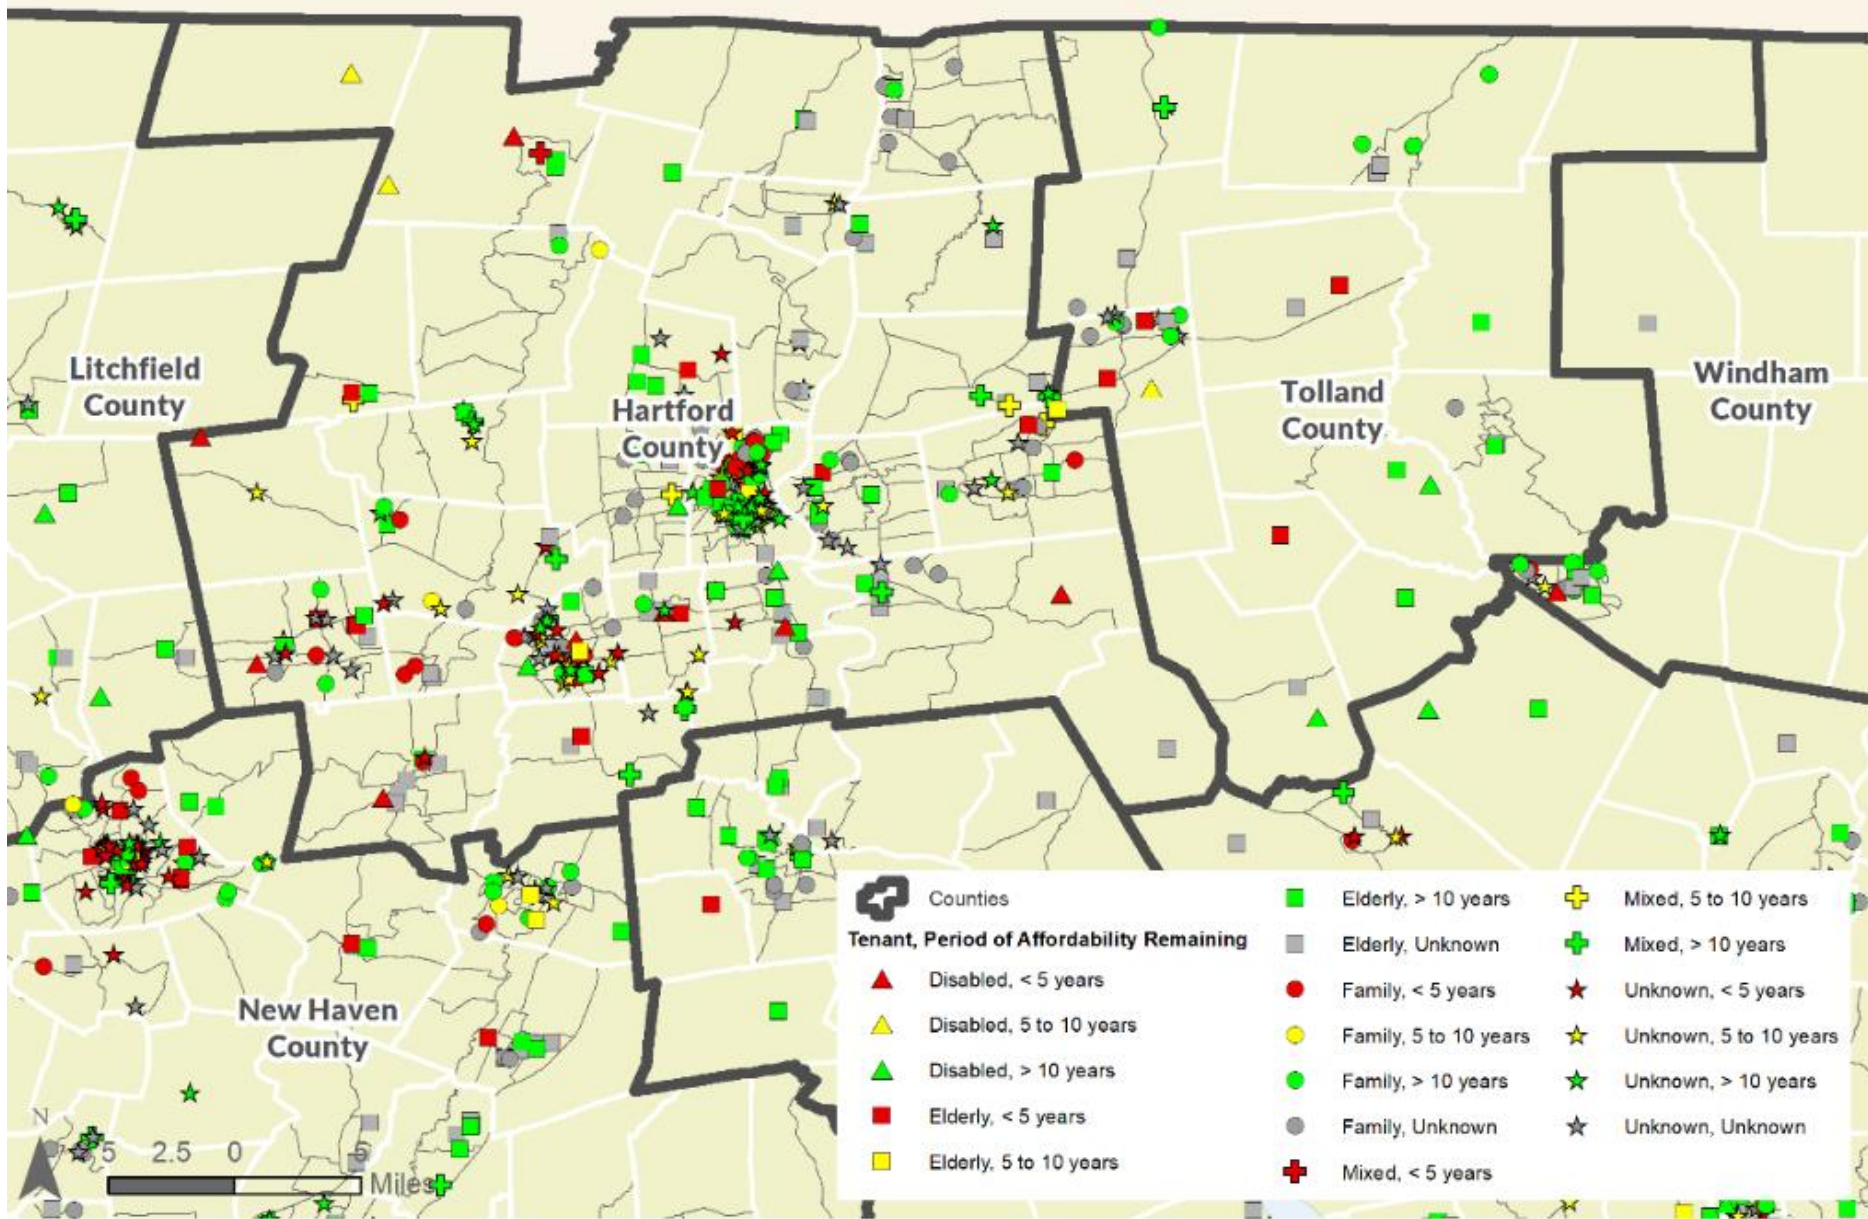 Litchfield
County
Hartford
County
Tolland
County
Windham
County
New Haven
County
N
5 2.5 0 5
Miles
Counties
Tenant, Period of Affordability Remaining
Disabled, < 5 years
Disabled, 5 to 10 years
Disabled, > 10 years
Elderly, < 5 years
Elderly, 5 to 10 years
Elderly, > 10 years
Elderly, Unknown
Family, < 5 years
Family, 5 to 10 years
Family, > 10 years
Family, Unknown
Mixed, < 5 years
Mixed, 5 to 10 years
Mixed, > 10 years
Unknown, < 5 years
Unknown, 5 to 10 years
Unknown, > 10 years
Unknown, Unknown